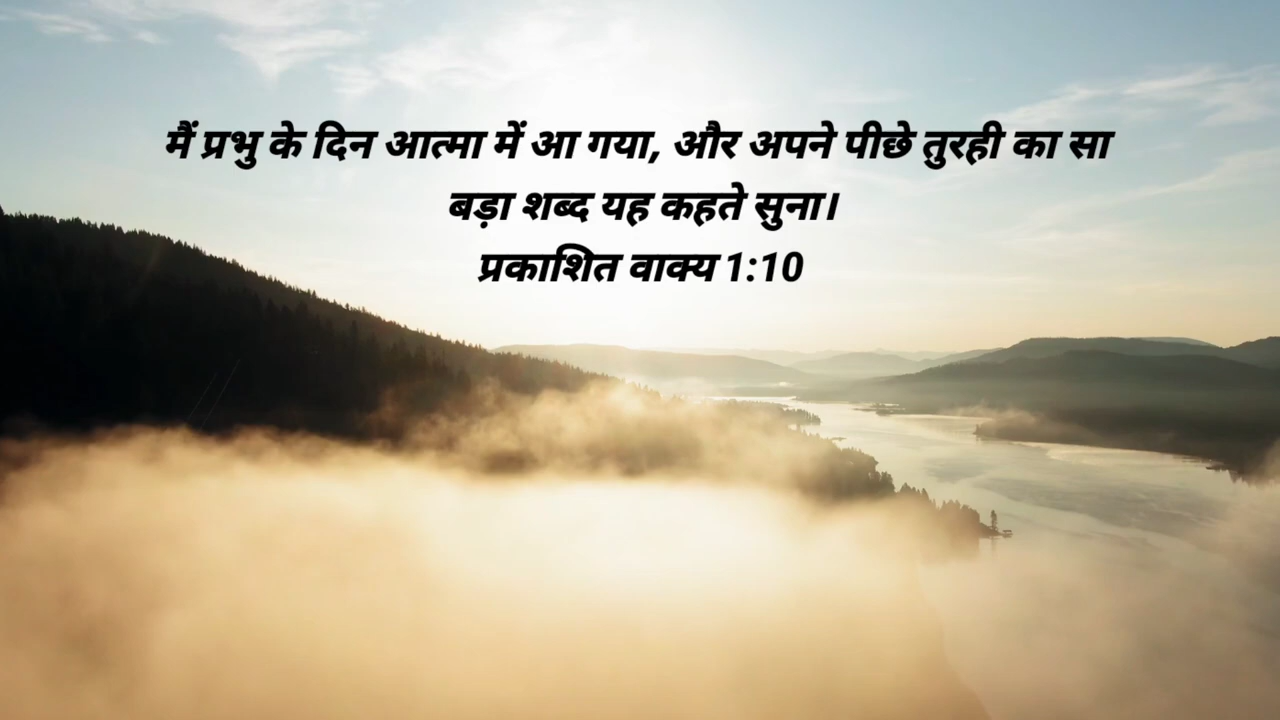 मैं प्रभु के दिन आत्मा में आ गया, और अपने पीछे तुरही का सा
बड़ा शब्द यह कहते सुना।
प्रकाशित वाक्य 1:10